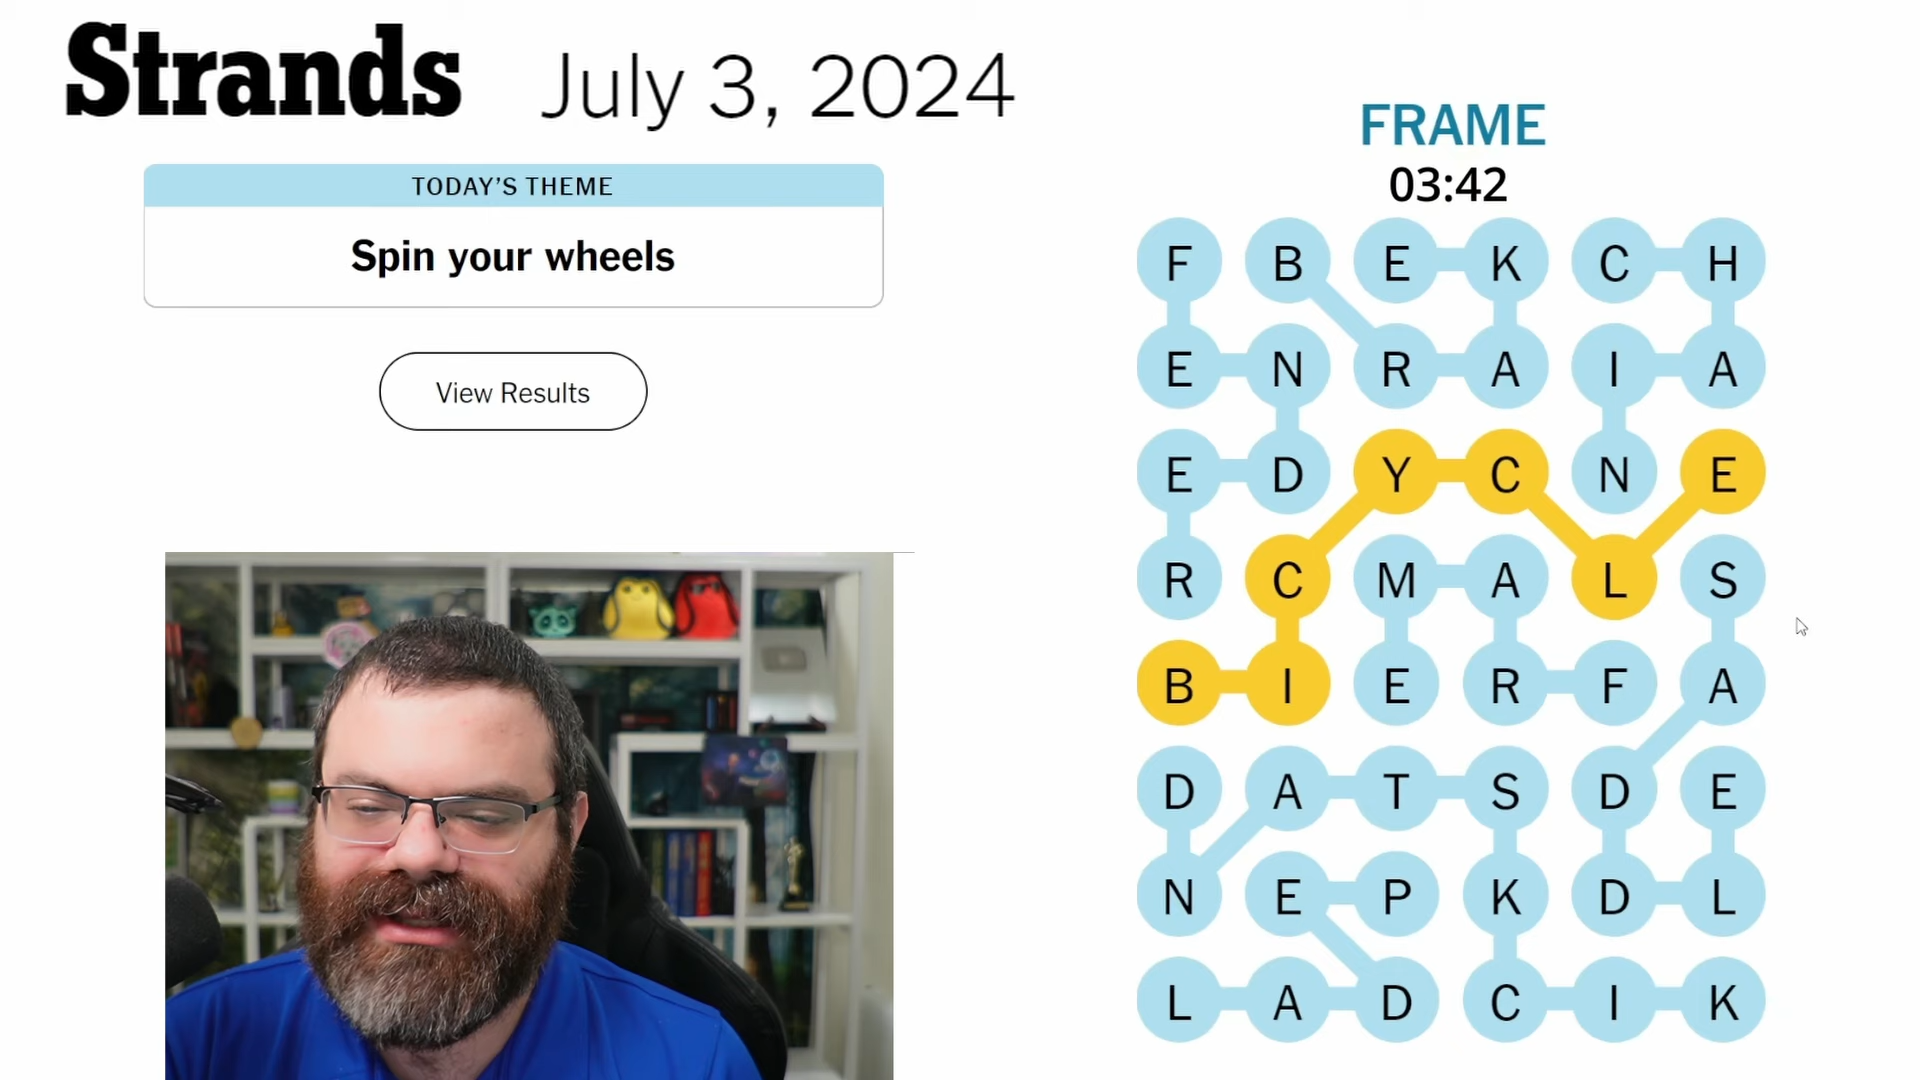 Strands July 3, 2024
TODAY'S THEME
Spin your wheels
View Results
FRAME
03:42
F B E K C H
E N R A I A
E D Y C N E
R C M A L S
B I E R F A
D A T S D E
N E P K D L
L A D C I K